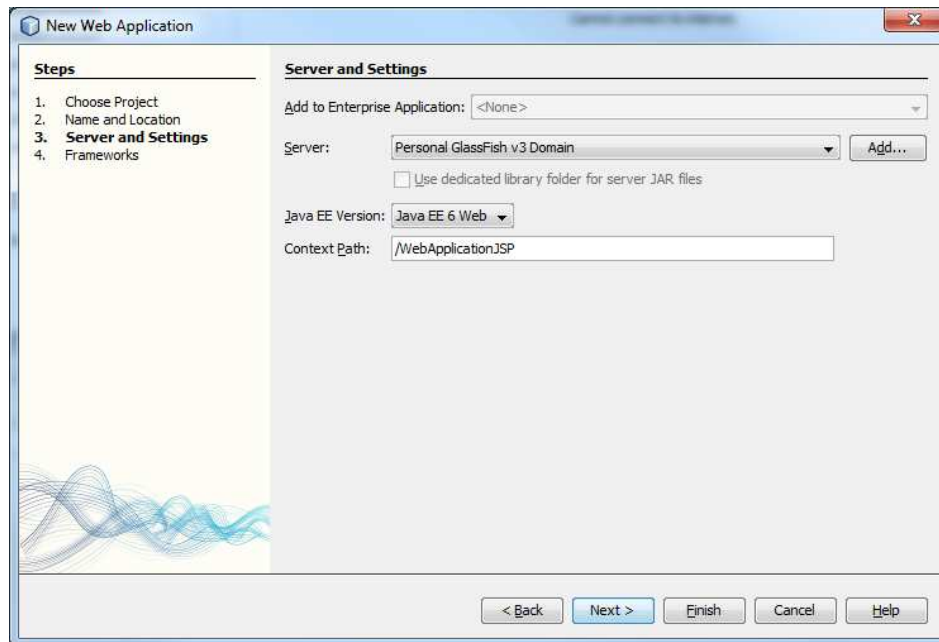 New Web Application
Steps
1. Choose Project
2. Name and Location
3. Server and Settings
4. Frameworks
Server and Settings
Add to Enterprise Application: <None>
Server: Personal GlassFish v3 Domain Add...
Use dedicated library folder for server JAR files
Java EE Version: Java EE 6 Web
Context Path: /WebApplicationJSP
< Back Next > Finish Cancel Help